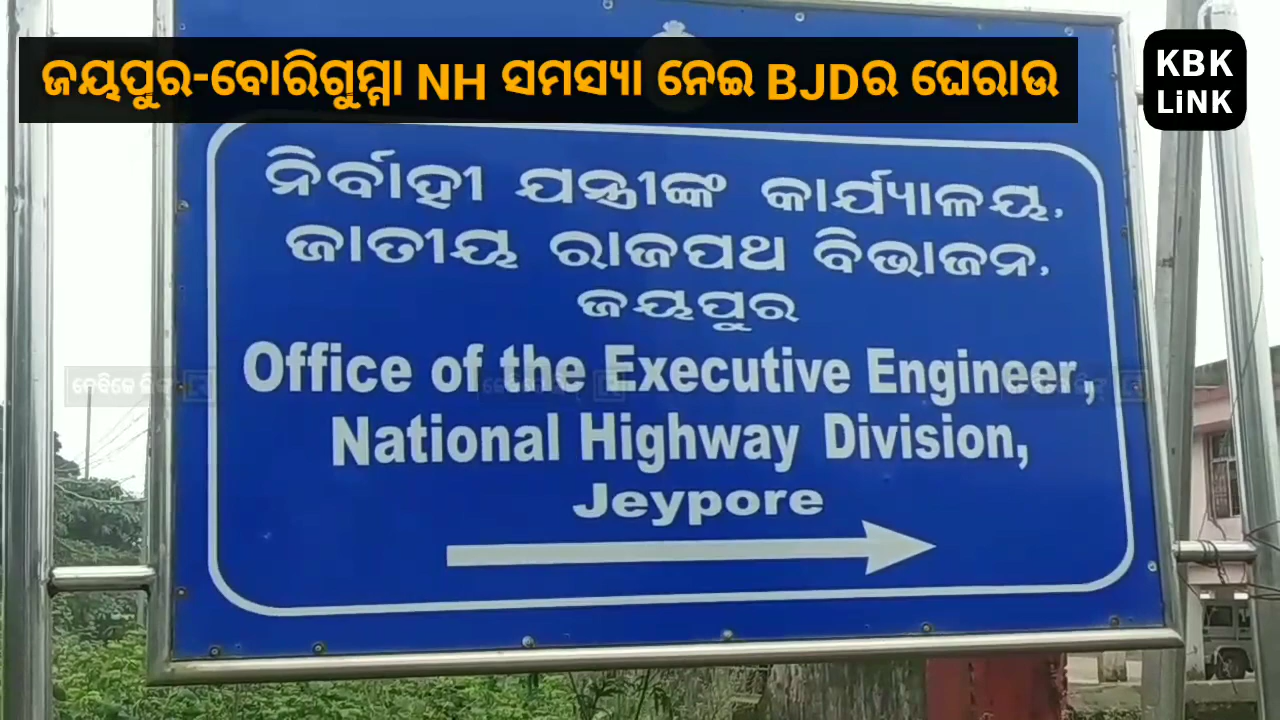 ଜୟପୁର-ବୋରିଗୁମ୍ମା NH ସମସ୍ୟା ନେଇ BJDର ଘେରାଉ
KBK
LiNK
ନିର୍ବାହୀ ଯନ୍ତ୍ରୀଙ୍କ କାର୍ଯ୍ୟାଳୟ,
ଜାତୀୟ ରାଜପଥ ବିଭାଜନ,
ଜୟପୁର
Office of the Executive Engineer,
National Highway Division,
Jeypore